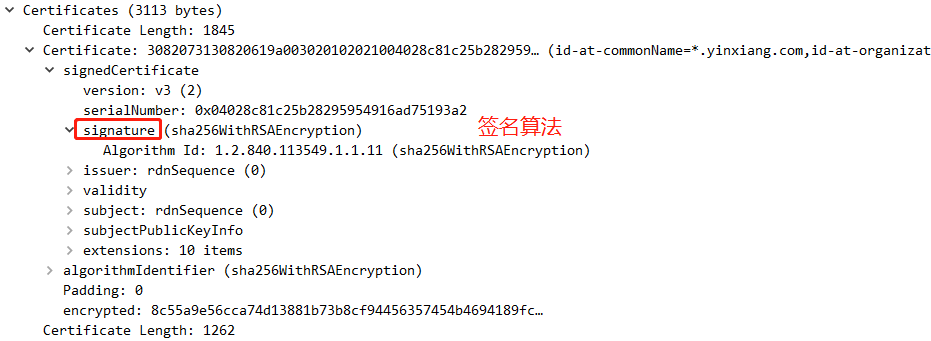 Certificates (3113 bytes)
Certificate Length: 1845
Certificate: 3082073130820619a003020102021004028c81c25b282959… (id-at-commonName=*.yinxiang.com,id-at-organizat
signedCertificate
version: v3 (2)
serialNumber: 0x04028c81c25b28295954916ad75193a2
signature (sha256WithRSAEncryption) 签名算法
Algorithm Id: 1.2.840.113549.1.1.11 (sha256WithRSAEncryption)
issuer: rdnSequence (0)
validity
subject: rdnSequence (0)
subjectPublicKeyInfo
extensions: 10 items
algorithmIdentifier (sha256WithRSAEncryption)
Padding: 0
encrypted: 8c55a9e56cca74d13881b73b8cf94456357454b4694189fc…
Certificate Length: 1262